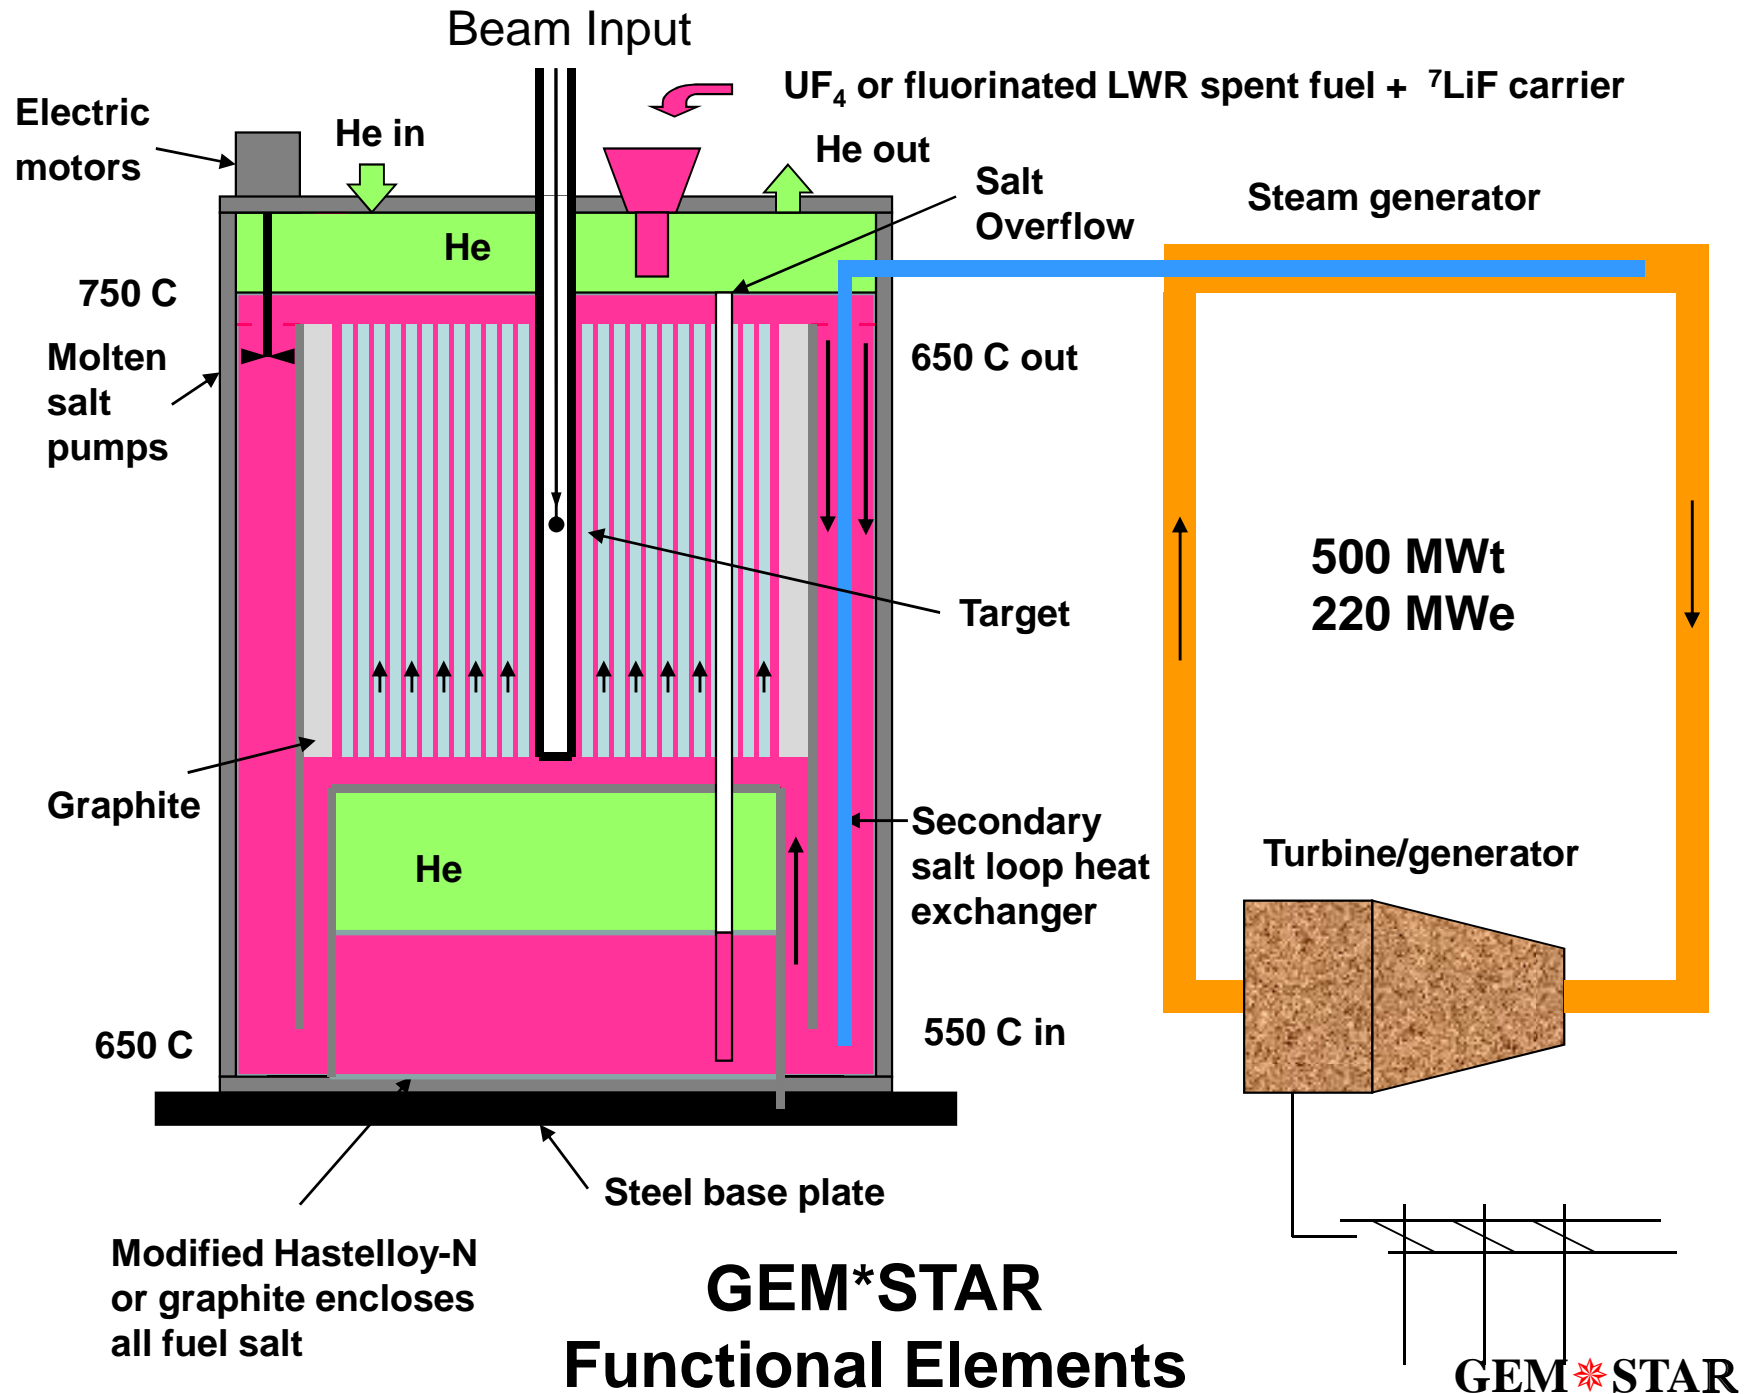 Beam Input
UF4 or fluorinated LWR spent fuel + 7LiF carrier
Electric
motors
He in
He out
Salt
Overflow
Steam generator
He
750 C
Molten
salt
pumps
650 C out
500 MWt
220 MWe
Target
Graphite
Secondary
salt loop heat
exchanger
Turbine/generator
He
650 C
550 C in
Steel base plate
Modified Hastelloy-N
or graphite encloses
all fuel salt
GEM*STAR
Functional Elements
GEM✵STAR